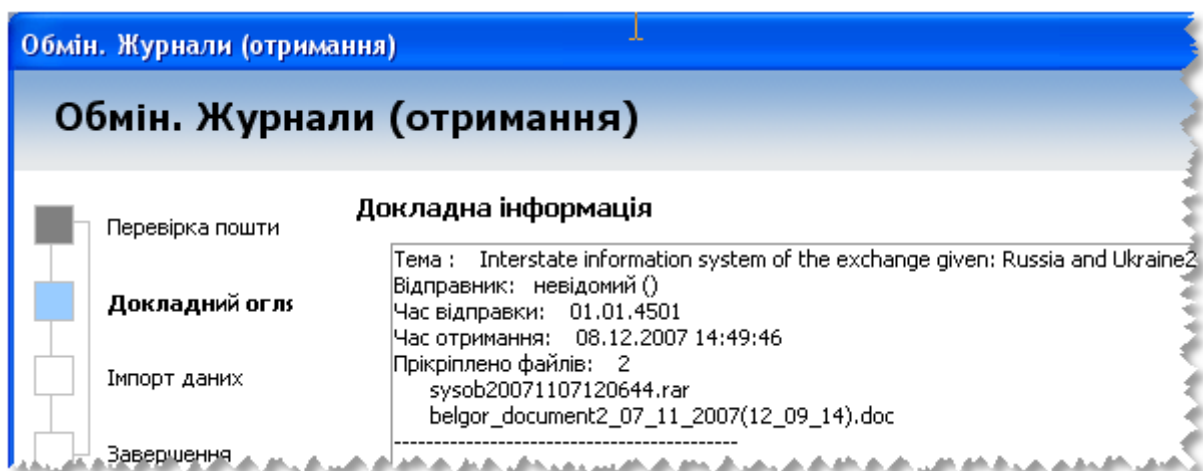 Обмін. Журнали (отримання)
Обмін. Журнали (отримання)
Перевірка пошти
Докладний огля
Імпорт даних
Завершення
Докладна інформація
Тема : Interstate information system of the exchange given: Russia and Ukraine2
Відправник: невідомий ()
Час відправки: 01.01.4501
Час отримання: 08.12.2007 14:49:46
Прікріплено файлів: 2
sysob20071107120644.rar
belgor_document2_07_11_2007(12_09_14).doc
-------------------------------------------